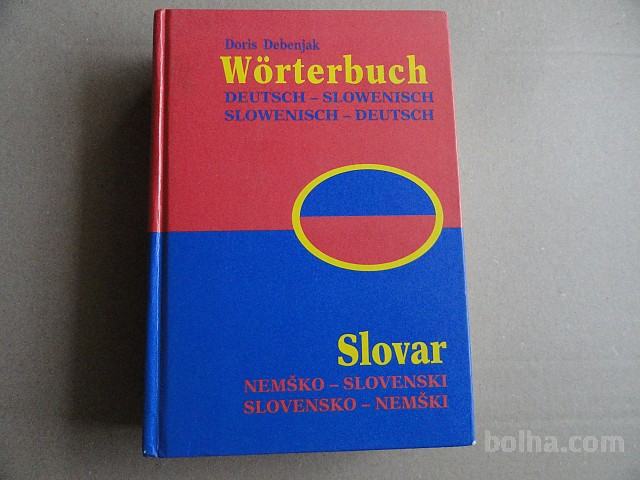 Doris Debenjak
Wörterbuch
DEUTSCH – SLOWENISCH
SLOWENISCH – DEUTSCH
Slovar
NEMŠKO – SLOVENSKI
SLOVENSKO – NEMŠKI
bolha.com